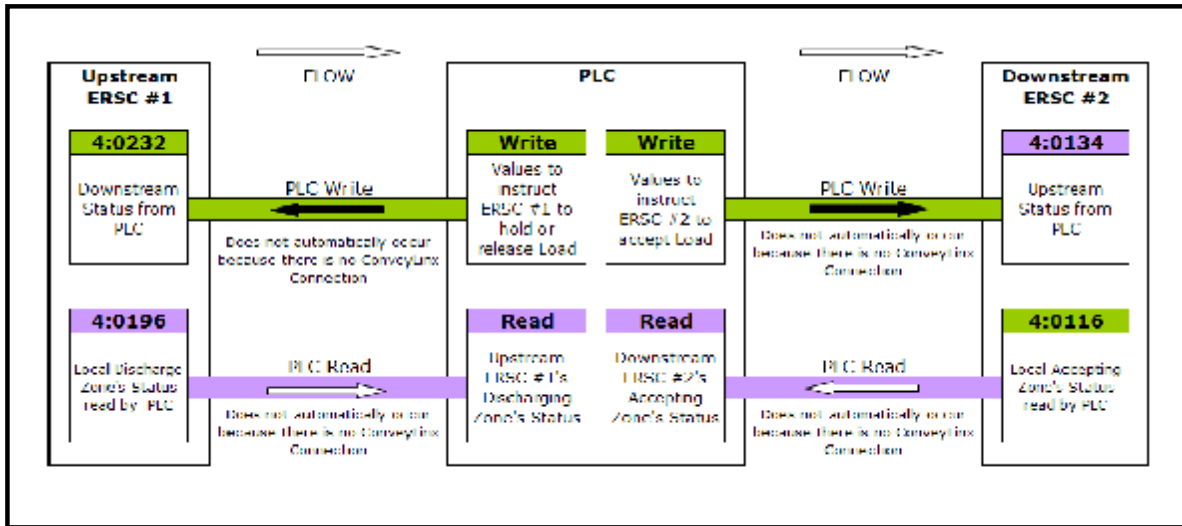 FLOW
FLOW
Upstream
ERSC #1
4:0232
Downstream
Status from
PLC
4:0196
Local Discharge
Zone's Status
read by PLC
PLC Write
Does not automatically occur
because there is no ConveyLinx
Connection
PLC Read
Does not automatically occur
because there is no ConveyLinx
Connection
PLC
Write
Values to
instruct
ERSC #1 to
hold or
release Load
Write
Values to
instruct
ERSC #2 to
accept Load
Read
Upstream
ERSC #1's
Discharging
Zone's Status
Read
Downstream
ERSC #2's
Accepting
Zone's Status
PLC Write
Does not automatically occur
because there is no ConveyLinx
Connection
PLC Read
Does not automatically occur
because there is no ConveyLinx
Connection
Downstream
ERSC #2
4:0134
Upstream
Status from
PLC
4:0116
Local Accepting
Zone's Status
read by PLC